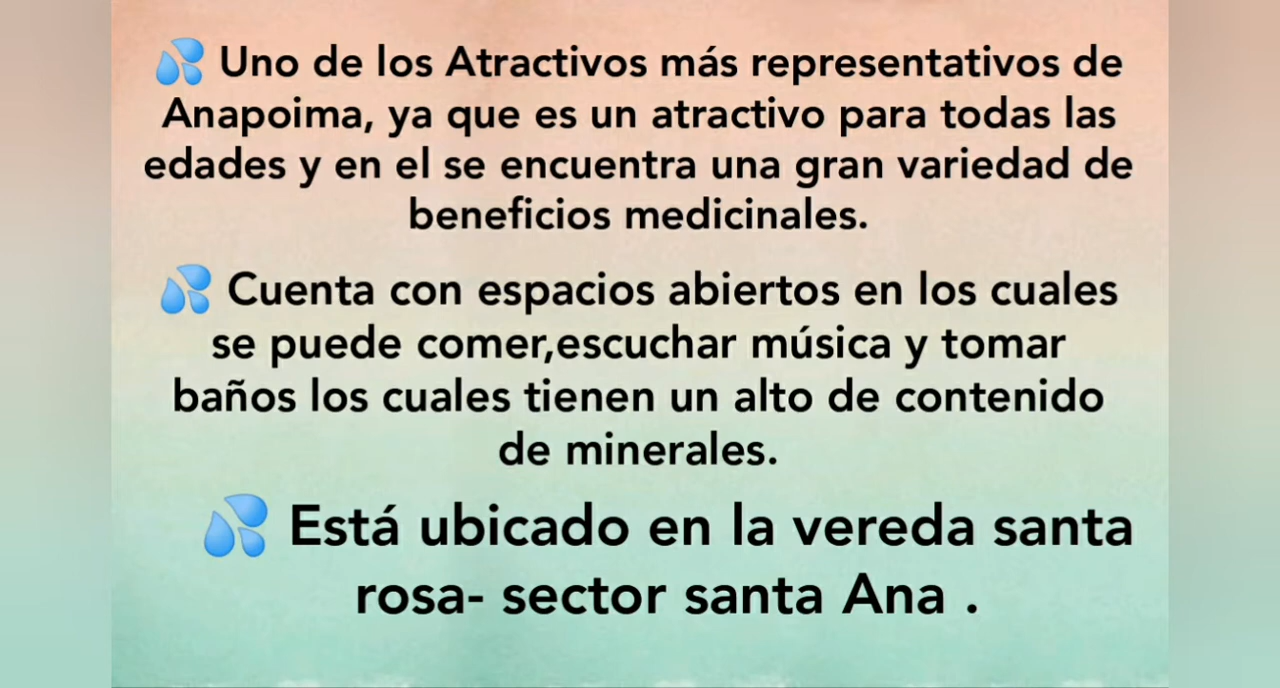 💦 Uno de los Atractivos más representativos de
Anapoima, ya que es un atractivo para todas las
edades y en el se encuentra una gran variedad de
beneficios medicinales.
💦 Cuenta con espacios abiertos en los cuales
se puede comer,escuchar música y tomar
baños los cuales tienen un alto de contenido
de minerales.
💦 Está ubicado en la vereda santa
rosa- sector santa Ana .